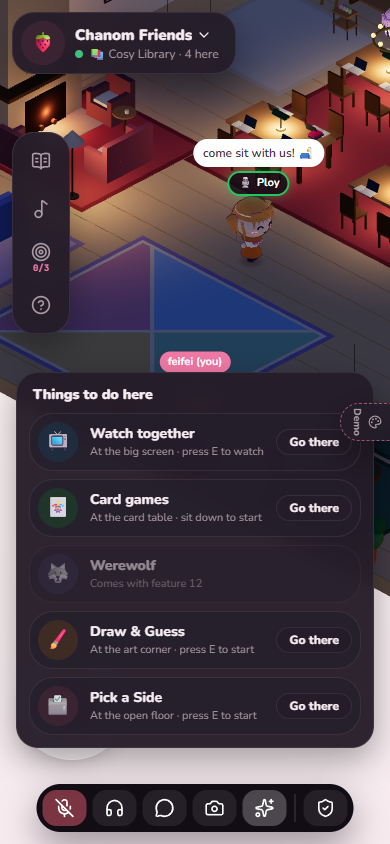 Chanom Friends
Cosy Library · 4 here
come sit with us!
Ploy
0/3
feifei (you)
Things to do here
Demo
Watch together
At the big screen · press E to watch
Go there
Card games
At the card table · sit down to start
Go there
Werewolf
Comes with feature 12
Draw & Guess
At the art corner · press E to start
Go there
Pick a Side
At the open floor · press E to start
Go there